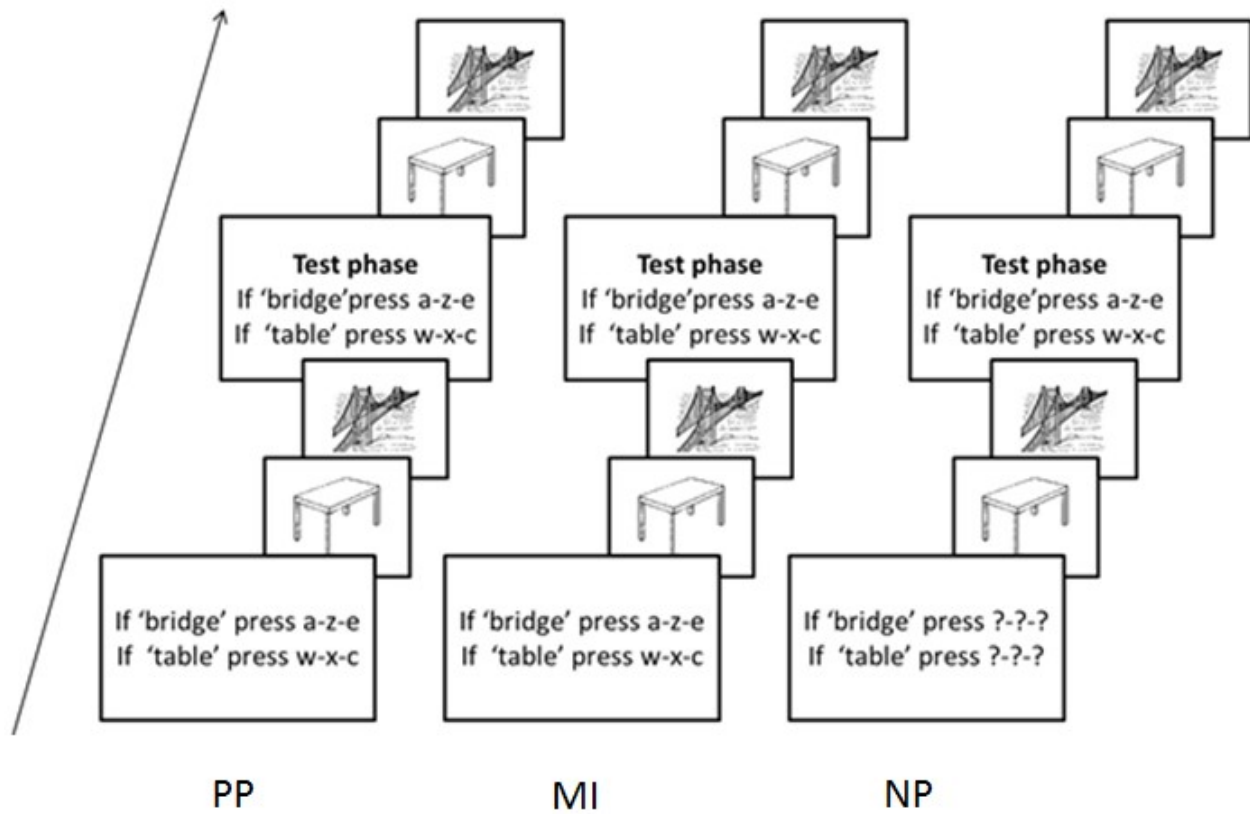 Test phase
If 'bridge'press a-z-e
If 'table' press w-x-c
Test phase
If 'bridge'press a-z-e
If 'table' press w-x-c
Test phase
If 'bridge'press a-z-e
If 'table' press w-x-c
If 'bridge' press a-z-e
If 'table' press w-x-c
If 'bridge' press a-z-e
If 'table' press w-x-c
If 'bridge' press ?-?-?
If 'table' press ?-?-?
PP
MI
NP